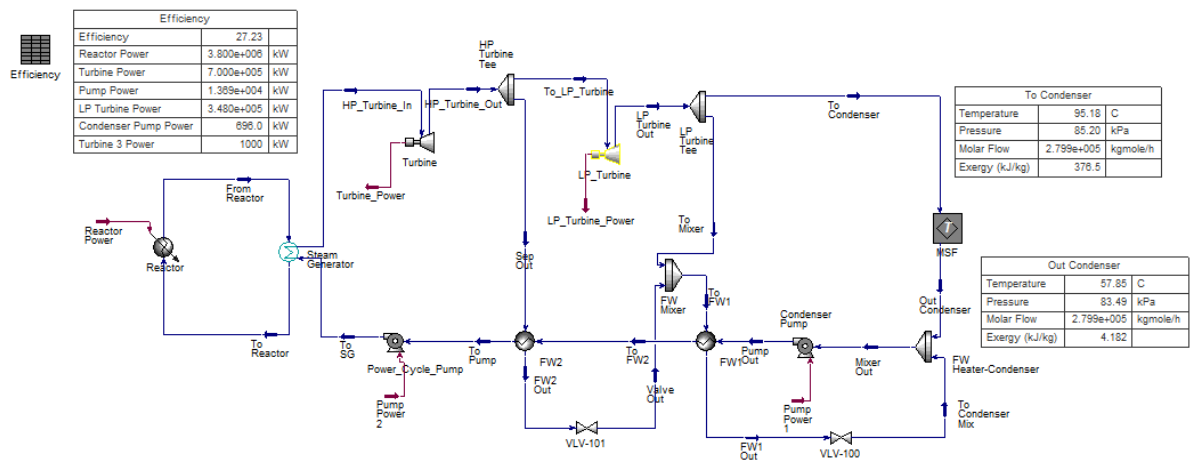 Efficiency
Efficiency 27.23
Reactor Power 3.800e+006 kW
Turbine Power 7.000e+005 kW
Pump Power 1.369e+004 kW
LP Turbine Power 3.480e+005 kW
Condenser Pump Power 696.0 kW
Turbine 3 Power 1000 kW
Efficiency
HP
Turbine
Tee
HP_Turbine_In
HP_Turbine_Out
To_LP_Turbine
LP
Turbine
Out
LP
Turbine
Tee
To
Condenser
To Condenser
Temperature 95.18 C
Pressure 85.20 kPa
Molar Flow 2.799e+005 kgmole/h
Exergy (kJ/kg) 376.5
Turbine
Turbine_Power
LP_Turbine
LP_Turbine_Power
From
Reactor
Reactor
Power
Reactor
Steam
Generator
To
Reactor
Sep
Out
To
Mixer
FW
Mixer
To
FW1
MSF
Out Condenser
Temperature 57.85 C
Pressure 83.49 kPa
Molar Flow 2.799e+005 kgmole/h
Exergy (kJ/kg) 4.182
Out
Condenser
Condenser
Pump
To
SG
Power_Cycle_Pump
To
Pump
FW2
To
FW2
FW1
Pump
Out
Mixer
Out
FW
Heater-Condenser
Pump
Power
2
FW2
Out
Valve
Out
VLV-101
Pump
Power
1
FW1
Out
VLV-100
To
Condenser
Mix